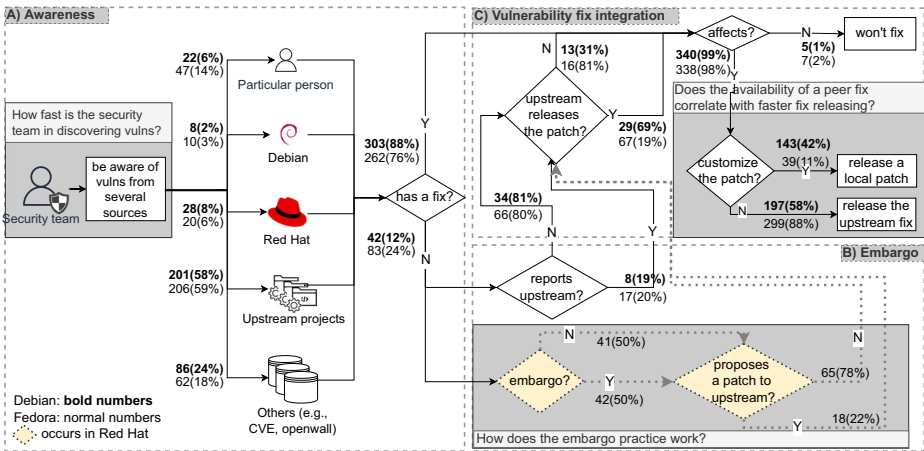 A) Awareness
How fast is the security
team in discovering vulns?
Security team
be aware of
vulns from
several
sources
22(6%)
47(14%)
Particular person
8(2%)
10(3%)
Debian
28(8%)
20(6%)
Red Hat
201(58%)
206(59%)
Upstream projects
86(24%)
62(18%)
Others (e.g.,
CVE, openwall)
Debian: bold numbers
Fedora: normal numbers
occurs in Red Hat
303(88%)
262(76%)
Y
has a fix?
42(12%)
83(24%)
N
C) Vulnerability fix integration
Y
N
13(31%)
16(81%)
upstream
releases
the patch?
Y
29(69%)
67(19%)
34(81%)
66(80%)
N
Y
affects?
N
5(1%)
7(2%)
won't fix
340(99%)
338(98%)
Y
Does the availability of a peer fix
correlate with faster fix releasing?
customize
the patch?
143(42%)
39(11%)
Y
release a
local patch
N
197(58%)
299(88%)
release the
upstream fix
B) Embargo
reports
upstream?
8(19%)
17(20%)
embargo?
N
41(50%)
Y
42(50%)
proposes
a patch to
upstream?
N
65(78%)
18(22%)
Y
How does the embargo practice work?